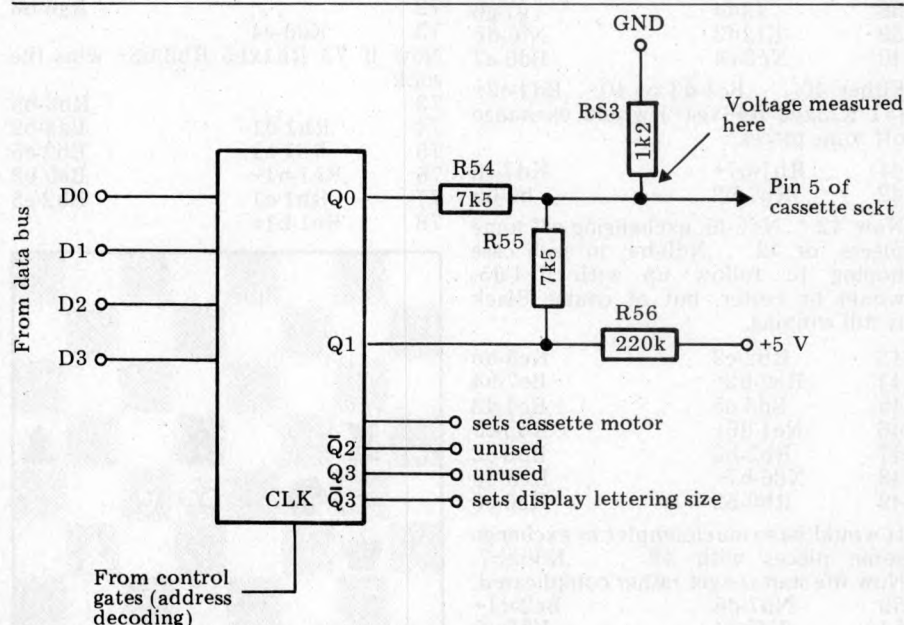 GND
RS3
1k2
Voltage measured
here
R54
7k5
Pin 5 of
cassette sckt
R55
7k5
R56
220k
+5 V
From data bus
D0
D1
D2
D3
Q0
Q1
sets cassette motor
Q̅2
unused
Q3
unused
CLK
Q̅3
sets display lettering size
From control
gates (address
decoding)